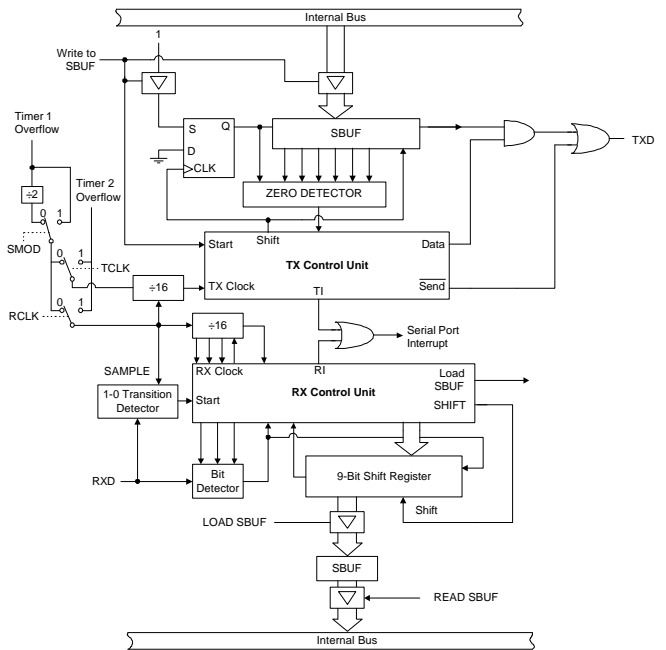 Internal Bus
1
Write to
SBUF
S
Q
D
CLK
SBUF
TXD
Timer 1
Overflow
÷2
Timer 2
Overflow
ZERO DETECTOR
0 1
SMOD
Shift
Start
Data
TX Control Unit
0 1
TCLK
÷16
TX Clock
TI
Send
0 1
RCLK
÷16
Serial Port
Interrupt
SAMPLE
RX Clock
RI
Load
SBUF
1-0 Transition
Detector
Start
RX Control Unit
SHIFT
RXD
Bit
Detector
9-Bit Shift Register
Shift
LOAD SBUF
SBUF
READ SBUF
Internal Bus